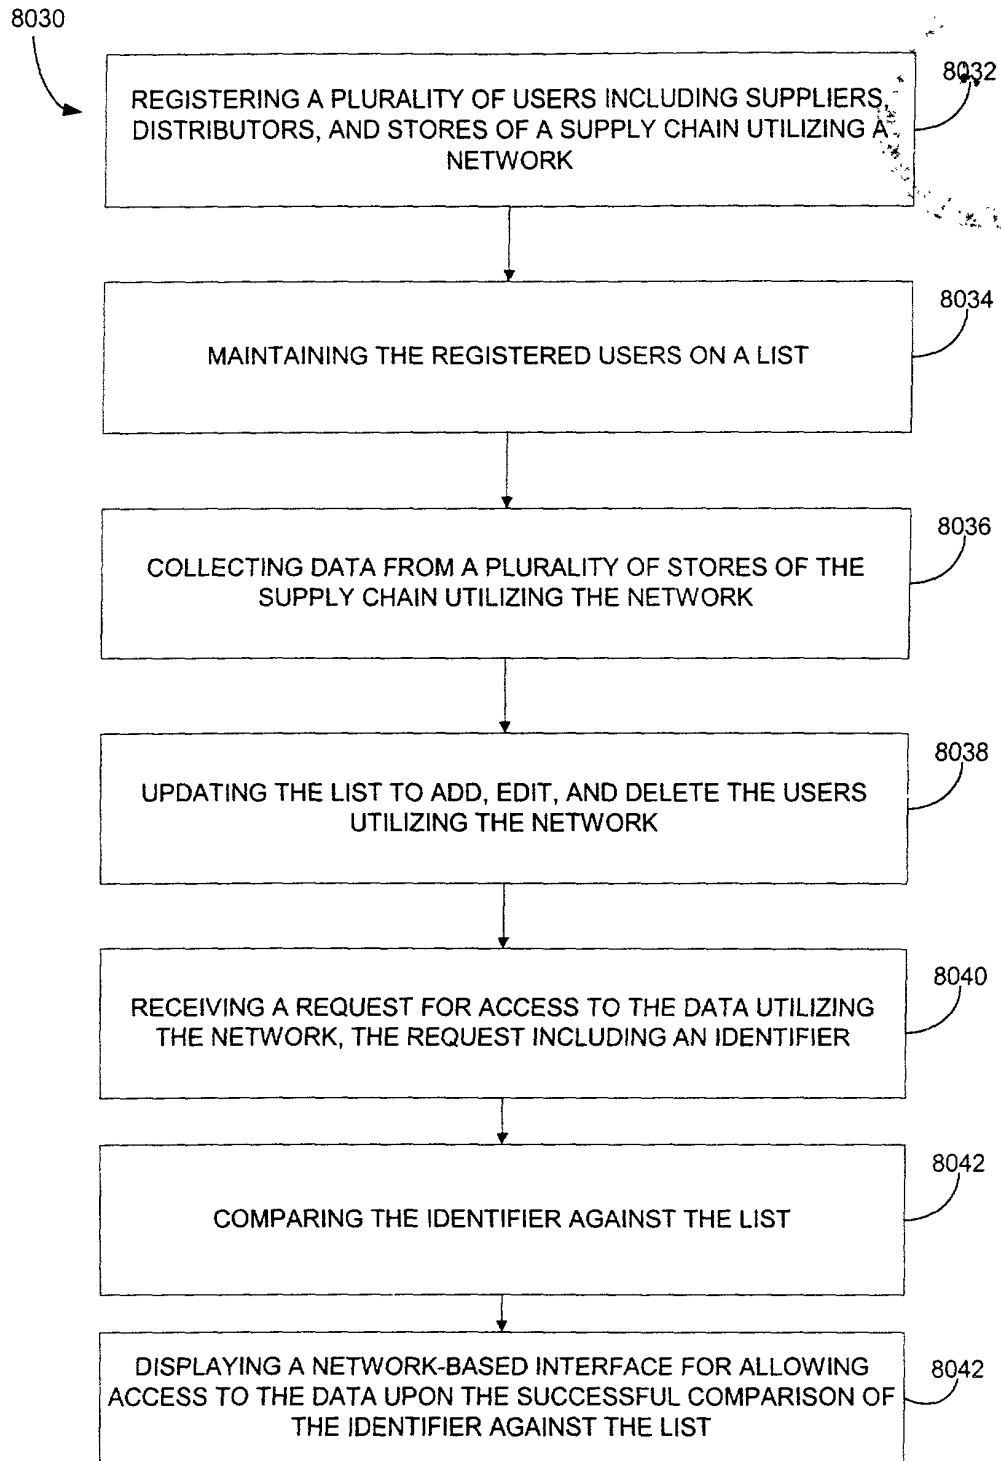 8030
8032
REGISTERING A PLURALITY OF USERS INCLUDING SUPPLIERS,
DISTRIBUTORS, AND STORES OF A SUPPLY CHAIN UTILIZING A
NETWORK
8034
MAINTAINING THE REGISTERED USERS ON A LIST
8036
COLLECTING DATA FROM A PLURALITY OF STORES OF THE
SUPPLY CHAIN UTILIZING THE NETWORK
8038
UPDATING THE LIST TO ADD, EDIT, AND DELETE THE USERS
UTILIZING THE NETWORK
8040
RECEIVING A REQUEST FOR ACCESS TO THE DATA UTILIZING
THE NETWORK, THE REQUEST INCLUDING AN IDENTIFIER
8042
COMPARING THE IDENTIFIER AGAINST THE LIST
8042
DISPLAYING A NETWORK-BASED INTERFACE FOR ALLOWING
ACCESS TO THE DATA UPON THE SUCCESSFUL COMPARISON OF
THE IDENTIFIER AGAINST THE LIST